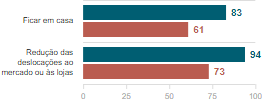 Ficar em casa
83
61
Redução das
deslocações ao
mercado ou às lojas
94
73
0
25
50
75
100